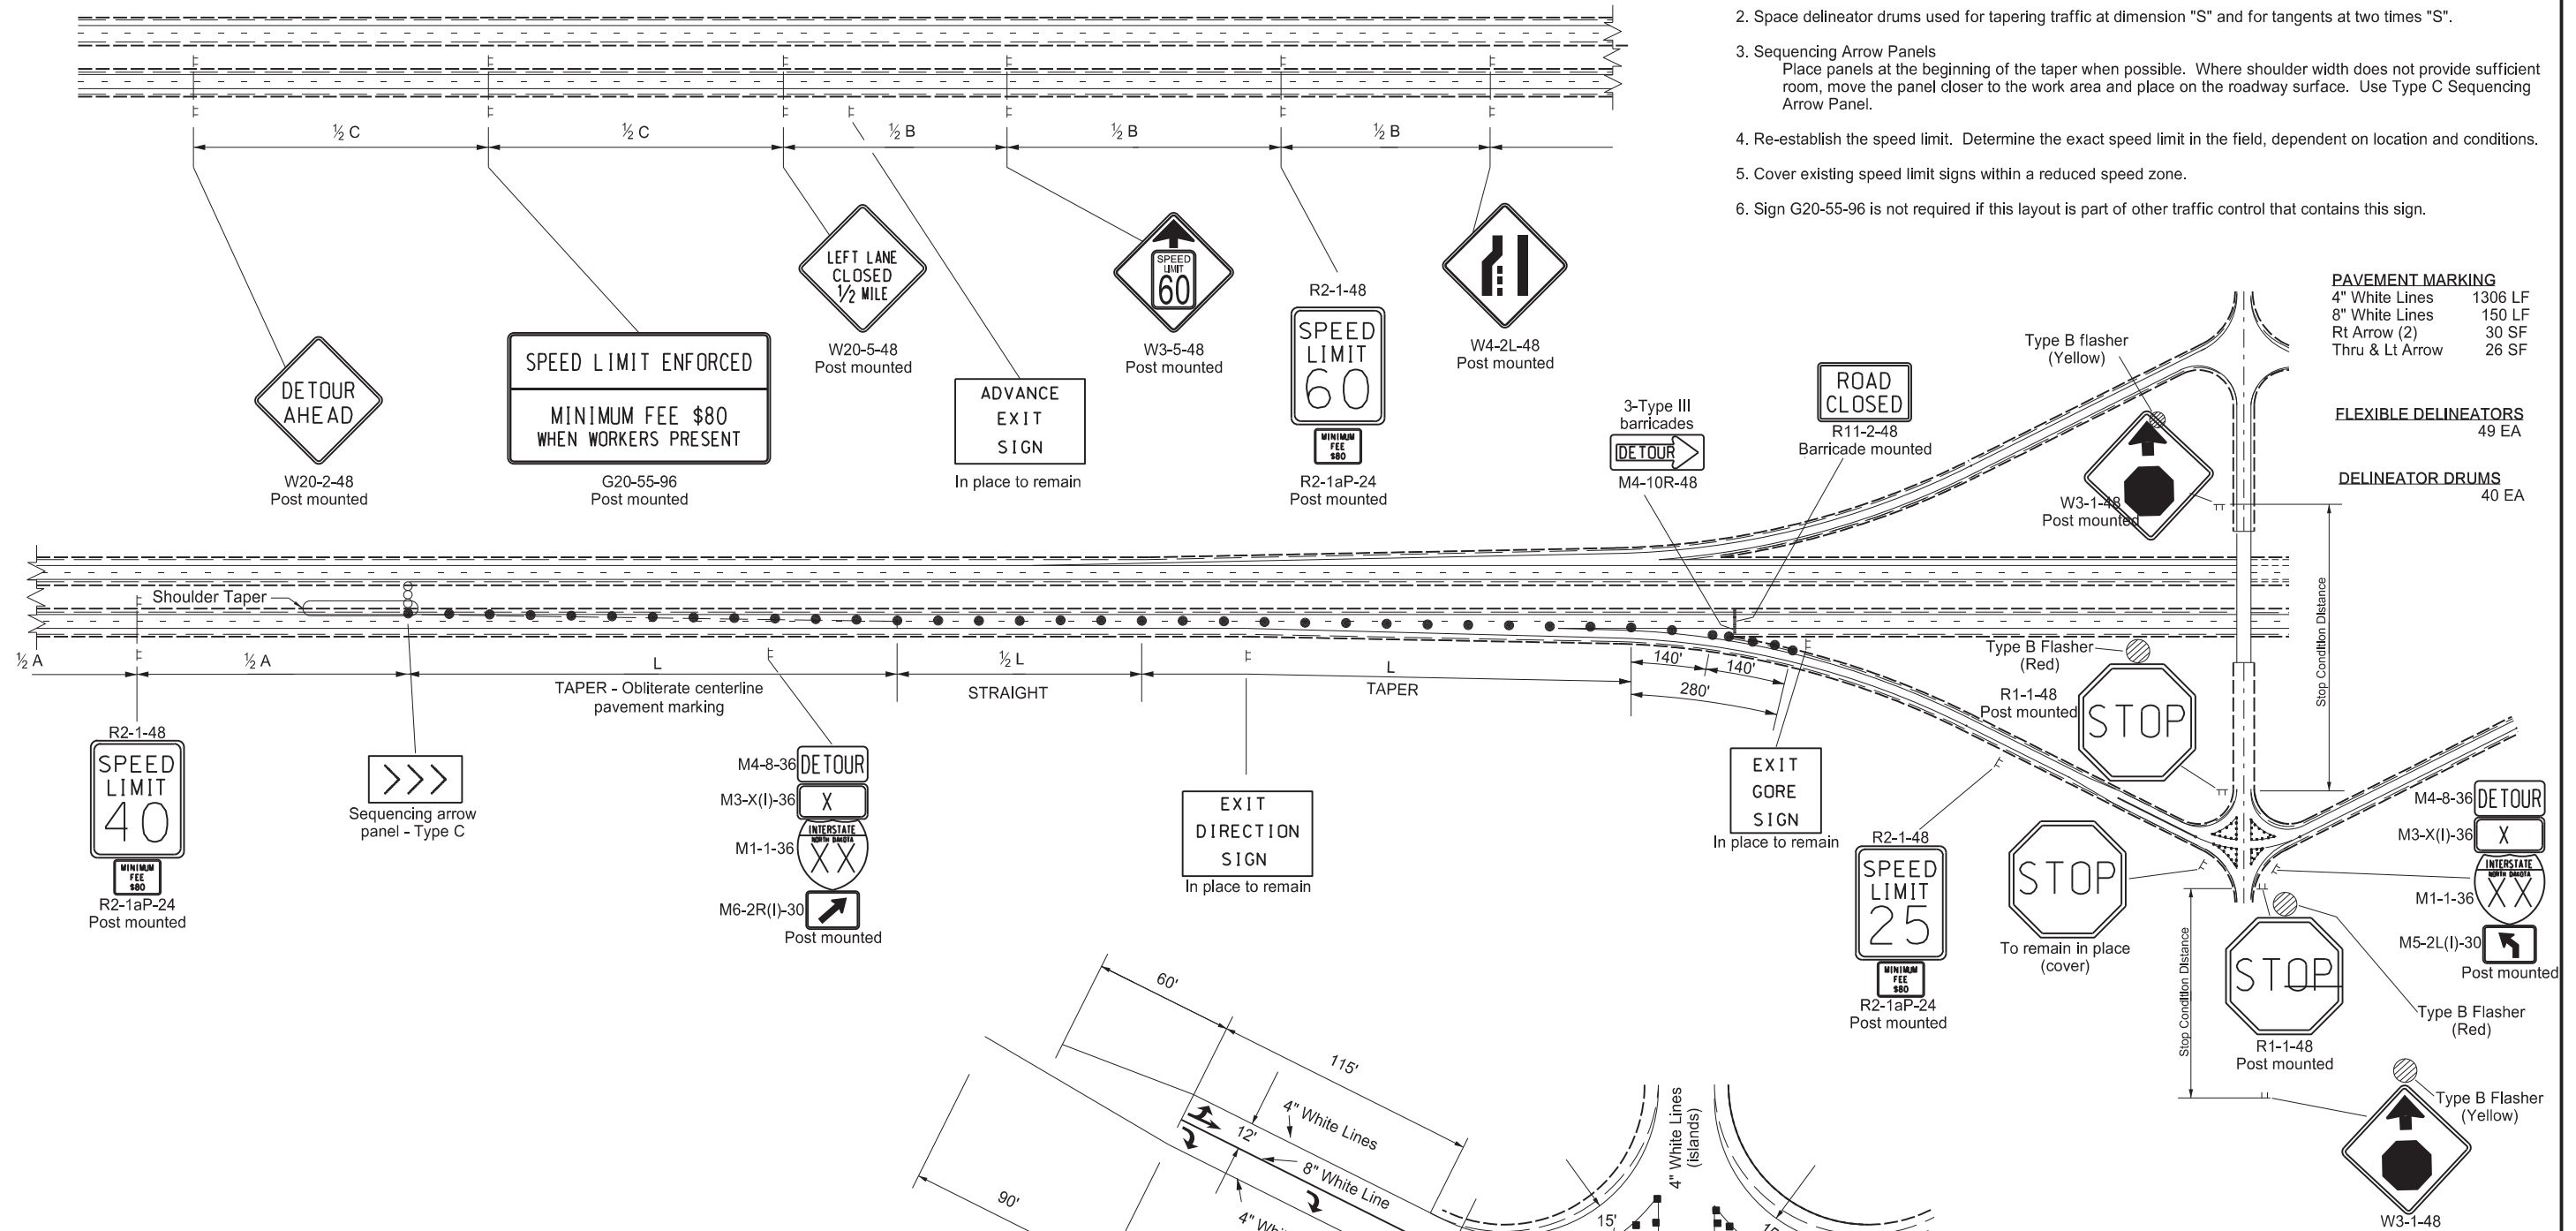 2. Space delineator drums used for tapering traffic at dimension "S" and for tangents at two times "S".
3. Sequencing Arrow Panels
Place panels at the beginning of the taper when possible. Where shoulder width does not provide sufficient
room, move the panel closer to the work area and place on the roadway surface. Use Type C Sequencing
Arrow Panel.
4. Re-establish the speed limit. Determine the exact speed limit in the field, dependent on location and conditions.
5. Cover existing speed limit signs within a reduced speed zone.
6. Sign G20-55-96 is not required if this layout is part of other traffic control that contains this sign.
½ C
½ C
½ B
½ B
½ B
DETOUR
AHEAD
W20-2-48
Post mounted
SPEED LIMIT ENFORCED
MINIMUM FEE $80
WHEN WORKERS PRESENT
G20-55-96
Post mounted
LEFT LANE
CLOSED
1/2 MILE
W20-5-48
Post mounted
ADVANCE
EXIT
SIGN
In place to remain
SPEED
LIMIT
60
W3-5-48
Post mounted
R2-1-48
SPEED
LIMIT
60
MINIMUM
FEE
$80
R2-1aP-24
Post mounted
W4-2L-48
Post mounted
3-Type III
barricades
DETOUR
M4-10R-48
ROAD
CLOSED
R11-2-48
Barricade mounted
Type B flasher
(Yellow)
W3-1-48
Post mounted
PAVEMENT MARKING
4" White Lines 1306 LF
8" White Lines 150 LF
Rt Arrow (2) 30 SF
Thru & Lt Arrow 26 SF
FLEXIBLE DELINEATORS
49 EA
DELINEATOR DRUMS
40 EA
Shoulder Taper
½ A
½ A
L
TAPER - Obliterate centerline
pavement marking
½ L
STRAIGHT
L
TAPER
140'
140'
280'
Stop Condition Distance
R2-1-48
SPEED
LIMIT
40
MINIMUM
FEE
$80
R2-1aP-24
Post mounted
Sequencing arrow
panel - Type C
M4-8-36 DETOUR
M3-X(I)-36 X
M1-1-36 INTERSTATE
NORTH DAKOTA
XX
M6-2R(I)-30
Post mounted
EXIT
DIRECTION
SIGN
In place to remain
EXIT
GORE
SIGN
In place to remain
R2-1-48
SPEED
LIMIT
25
MINIMUM
FEE
$80
R2-1aP-24
Post mounted
Type B Flasher
(Red)
R1-1-48
Post mounted
STOP
STOP
To remain in place
(cover)
Stop Condition Distance
STOP
R1-1-48
Post mounted
Type B Flasher
(Red)
M4-8-36 DETOUR
M3-X(I)-36 X
M1-1-36 INTERSTATE
NORTH DAKOTA
XX
M5-2L(I)-30
Post mounted
Type B Flasher
(Yellow)
W3-1-48
60'
115'
12'
4" White Lines
8" White Line
90'
4" White Lines
(islands)
15'